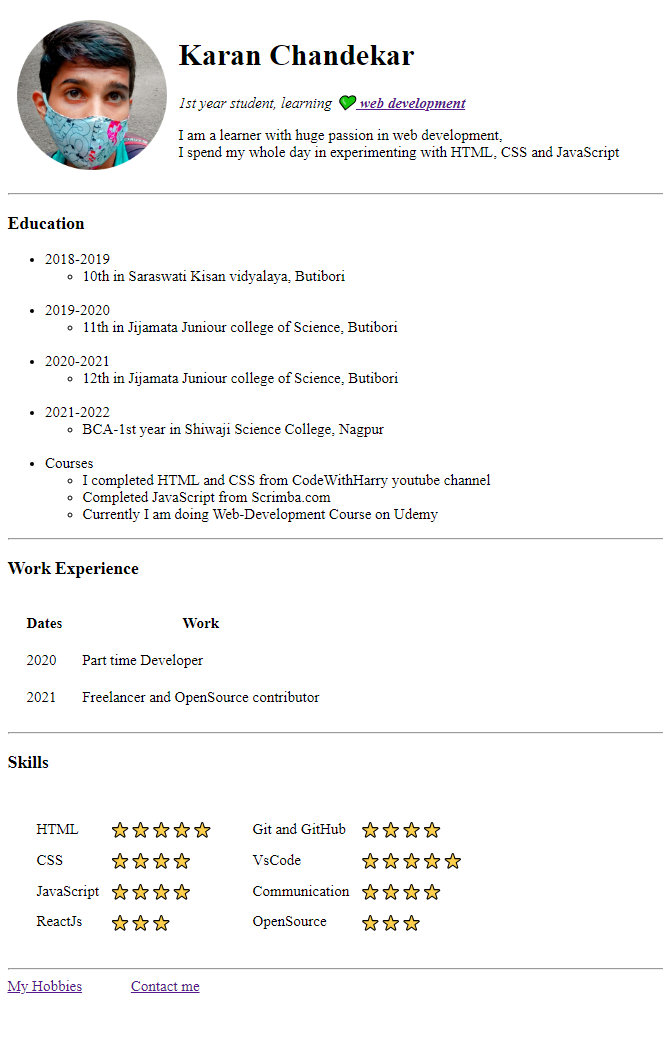 Karan Chandekar
1st year student, learning 💚 web development
I am a learner with huge passion in web development,
I spend my whole day in experimenting with HTML, CSS and JavaScript
Education
2018-2019
10th in Saraswati Kisan vidyalaya, Butibori
2019-2020
11th in Jijamata Juniour college of Science, Butibori
2020-2021
12th in Jijamata Juniour college of Science, Butibori
2021-2022
BCA-1st year in Shiwaji Science College, Nagpur
Courses
I completed HTML and CSS from CodeWithHarry youtube channel
Completed JavaScript from Scrimba.com
Currently I am doing Web-Development Course on Udemy
Work Experience
Dates Work
2020 Part time Developer
2021 Freelancer and OpenSource contributor
Skills
HTML ⭐⭐⭐⭐⭐ Git and GitHub ⭐⭐⭐⭐
CSS ⭐⭐⭐⭐ VsCode ⭐⭐⭐⭐⭐
JavaScript ⭐⭐⭐⭐ Communication ⭐⭐⭐⭐
ReactJs ⭐⭐⭐ OpenSource ⭐⭐⭐
My Hobbies Contact me